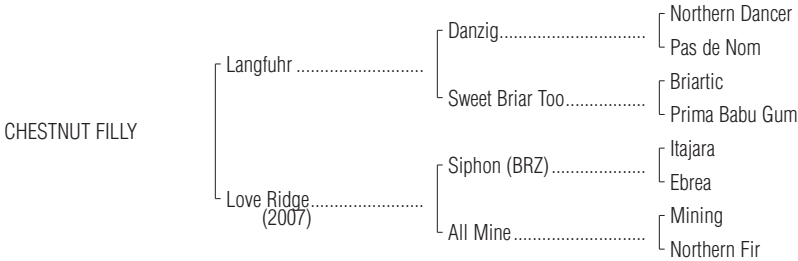 Northern Dancer
Danzig..............................
Pas de Nom
Langfuhr ...........................
Briartic
Sweet Briar Too.................
Prima Babu Gum
CHESTNUT FILLY
Itajara
Siphon (BRZ) ....................
Ebrea
Love Ridge........................
(2007)
Mining
All Mine ............................
Northern Fir